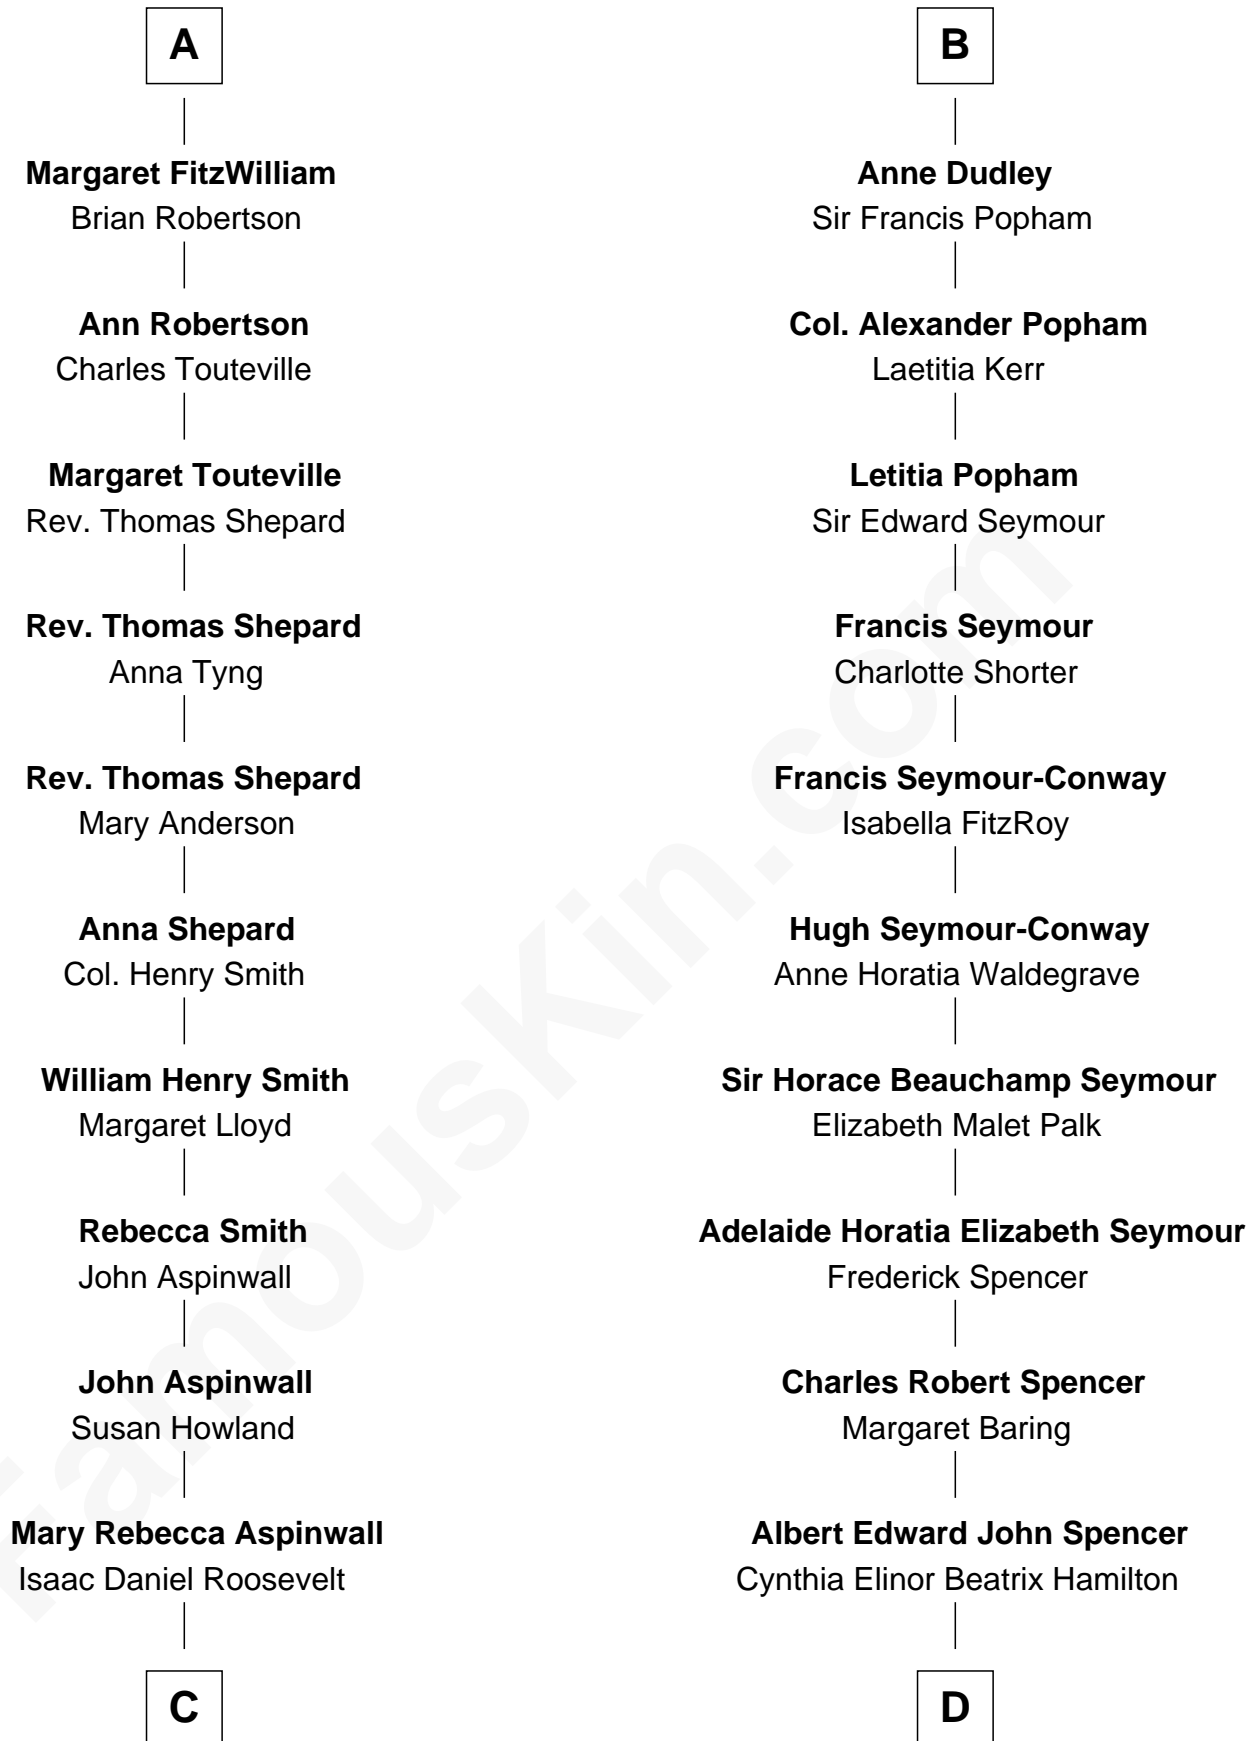 A
Margaret FitzWilliam
Brian Robertson
Ann Robertson
Charles Touteville
Margaret Touteville
Rev. Thomas Shepard
Rev. Thomas Shepard
Anna Tyng
Rev. Thomas Shepard
Mary Anderson
Anna Shepard
Col. Henry Smith
William Henry Smith
Margaret Lloyd
Rebecca Smith
John Aspinwall
John Aspinwall
Susan Howland
Mary Rebecca Aspinwall
Isaac Daniel Roosevelt
C
B
Anne Dudley
Sir Francis Popham
Col. Alexander Popham
Laetitia Kerr
Letitia Popham
Sir Edward Seymour
Francis Seymour
Charlotte Shorter
Francis Seymour-Conway
Isabella FitzRoy
Hugh Seymour-Conway
Anne Horatia Waldegrave
Sir Horace Beauchamp Seymour
Elizabeth Malet Palk
Adelaide Horatia Elizabeth Seymour
Frederick Spencer
Charles Robert Spencer
Margaret Baring
Albert Edward John Spencer
Cynthia Elinor Beatrix Hamilton
D
FamousKin.com